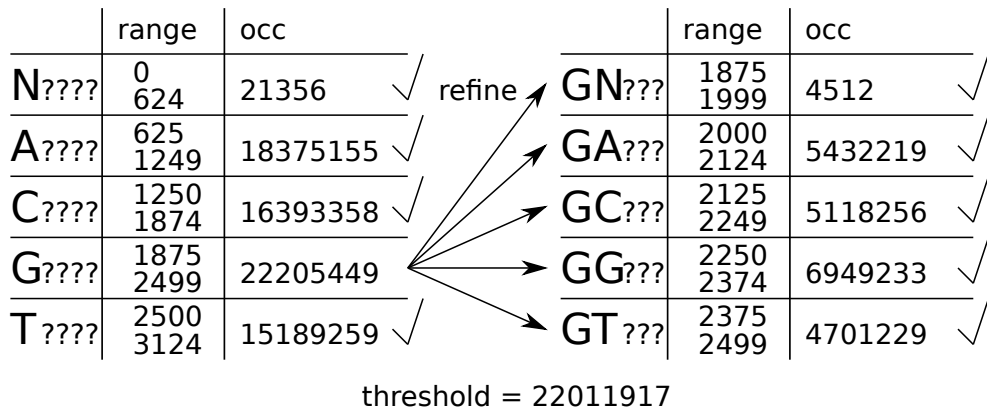 range occ
N???? 0 624 21356
A???? 625 1249 18375155
C???? 1250 1874 16393358
G???? 1875 2499 22205449
T???? 2500 3124 15189259
refine
range occ
GN??? 1875 1999 4512
GA??? 2000 2124 5432219
GC??? 2125 2249 5118256
GG??? 2250 2374 6949233
GT??? 2375 2499 4701229
threshold = 22011917